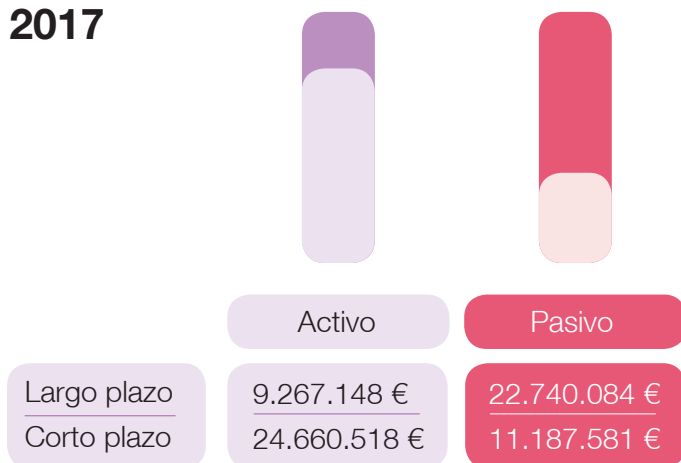 2017
Activo Pasivo
Largo plazo 9.267.148 € 22.740.084 €
Corto plazo 24.660.518 € 11.187.581 €